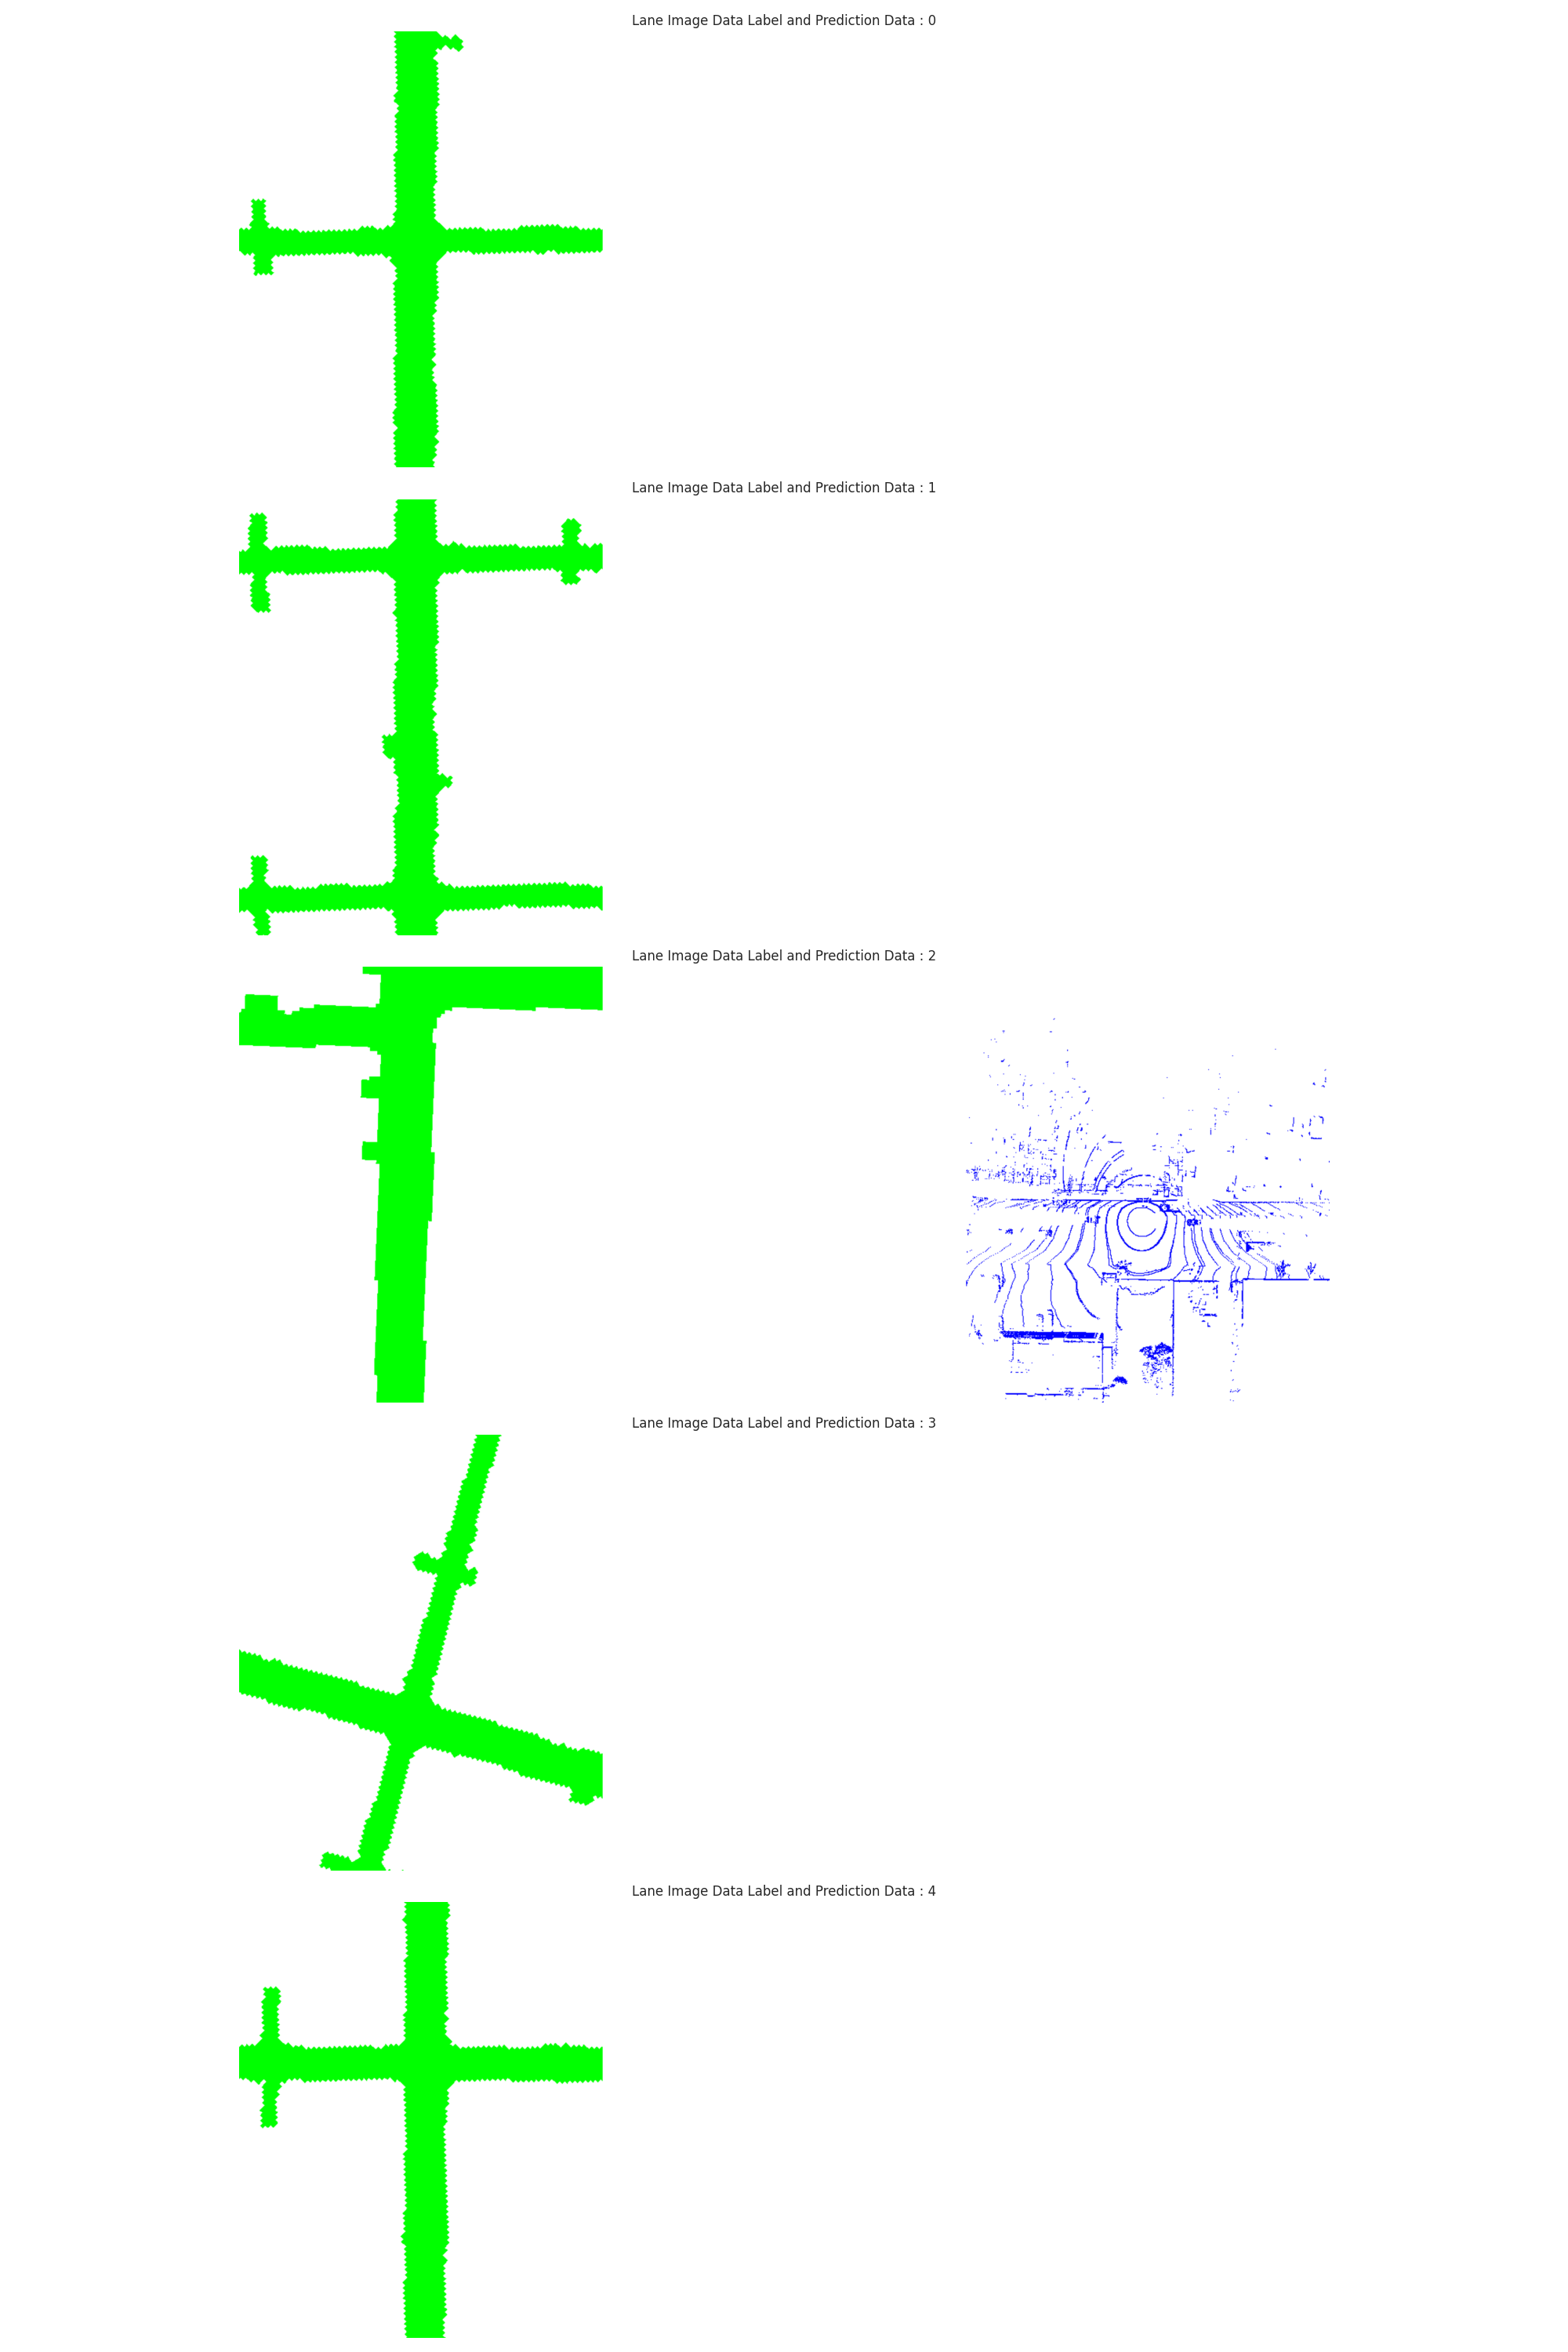 Lane Image Data Label and Prediction Data : 0
Lane Image Data Label and Prediction Data : 1
Lane Image Data Label and Prediction Data : 2
Lane Image Data Label and Prediction Data : 3
Lane Image Data Label and Prediction Data : 4